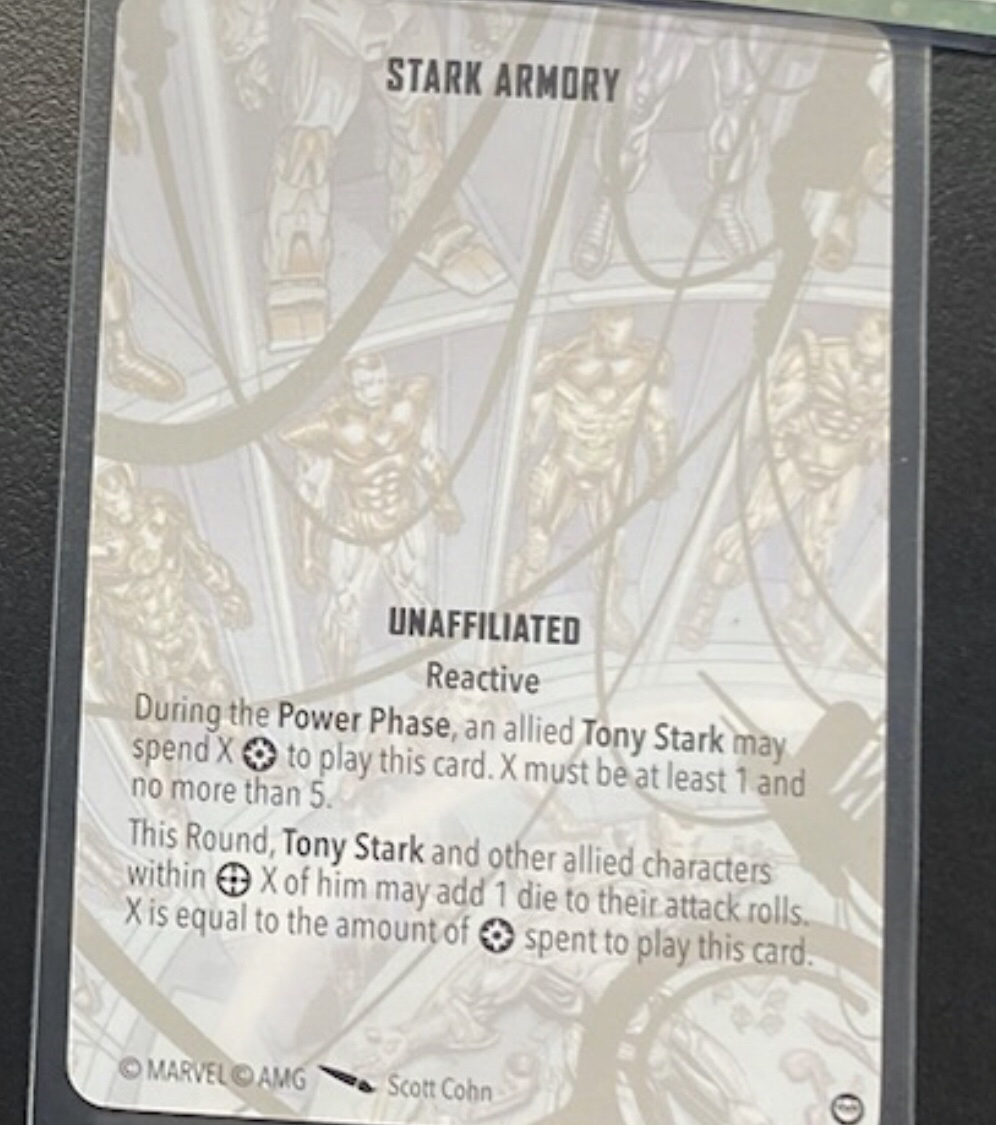 STARK ARMORY
UNAFFILIATED
Reactive
During the Power Phase, an allied Tony Stark may
spend X to play this card. X must be at least 1 and
no more than 5.
This Round, Tony Stark and other allied characters
within X of him may add 1 die to their attack rolls.
X is equal to the amount of spent to play this card.
© MARVEL © AMG Scott Cohn